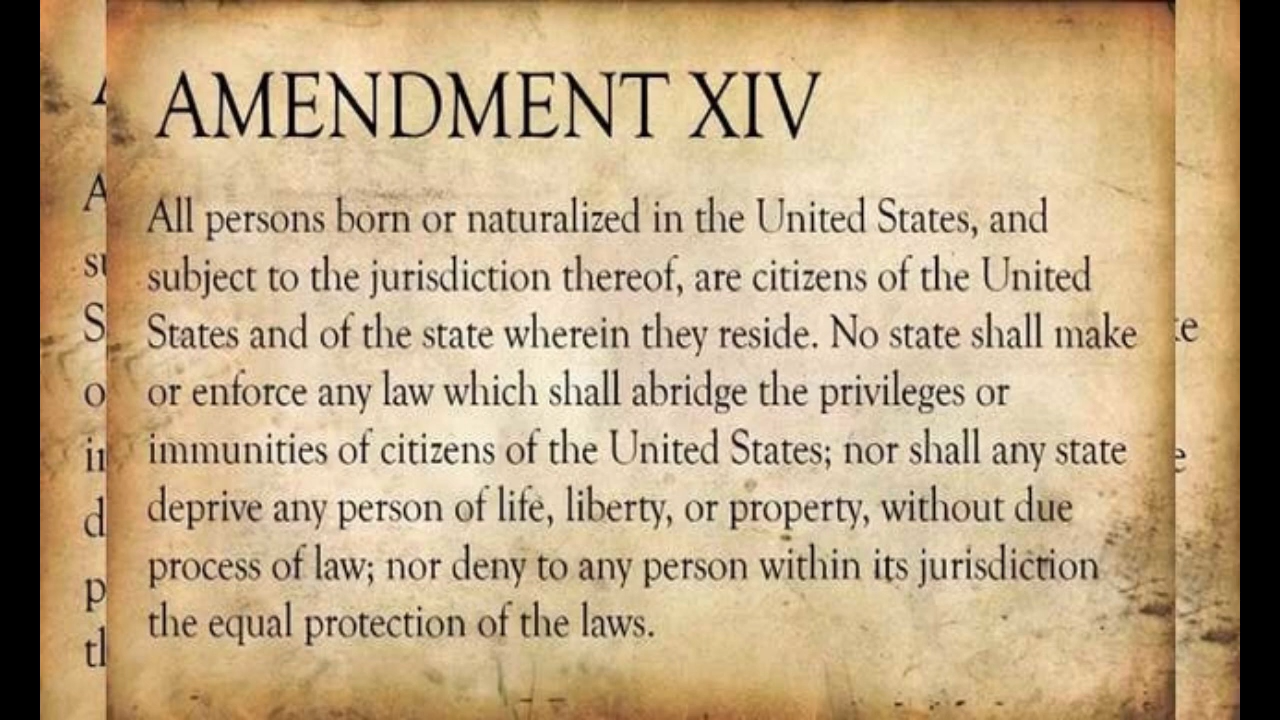 AMENDMENT XIV
All persons born or naturalized in the United States, and
subject to the jurisdiction thereof, are citizens of the United
States and of the state wherein they reside. No state shall make
or enforce any law which shall abridge the privileges or
immunities of citizens of the United States; nor shall any state
deprive any person of life, liberty, or property, without due
process of law; nor deny to any person within its jurisdiction
the equal protection of the laws.